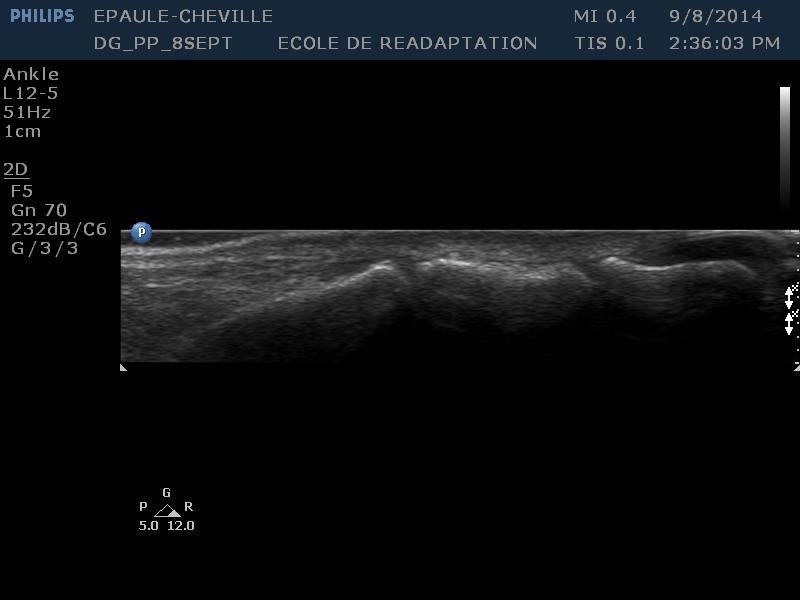 PHILIPS EPAULE-CHEVILLE MI 0.4 9/8/2014
DG_PP_8SEPT ECOLE DE READAPTATION TIS 0.1 2:36:03 PM
Ankle
L12-5
51Hz
1cm
2D
F5
Gn 70
232dB/C6
G/3/3
P
G
P R
5.0 12.0